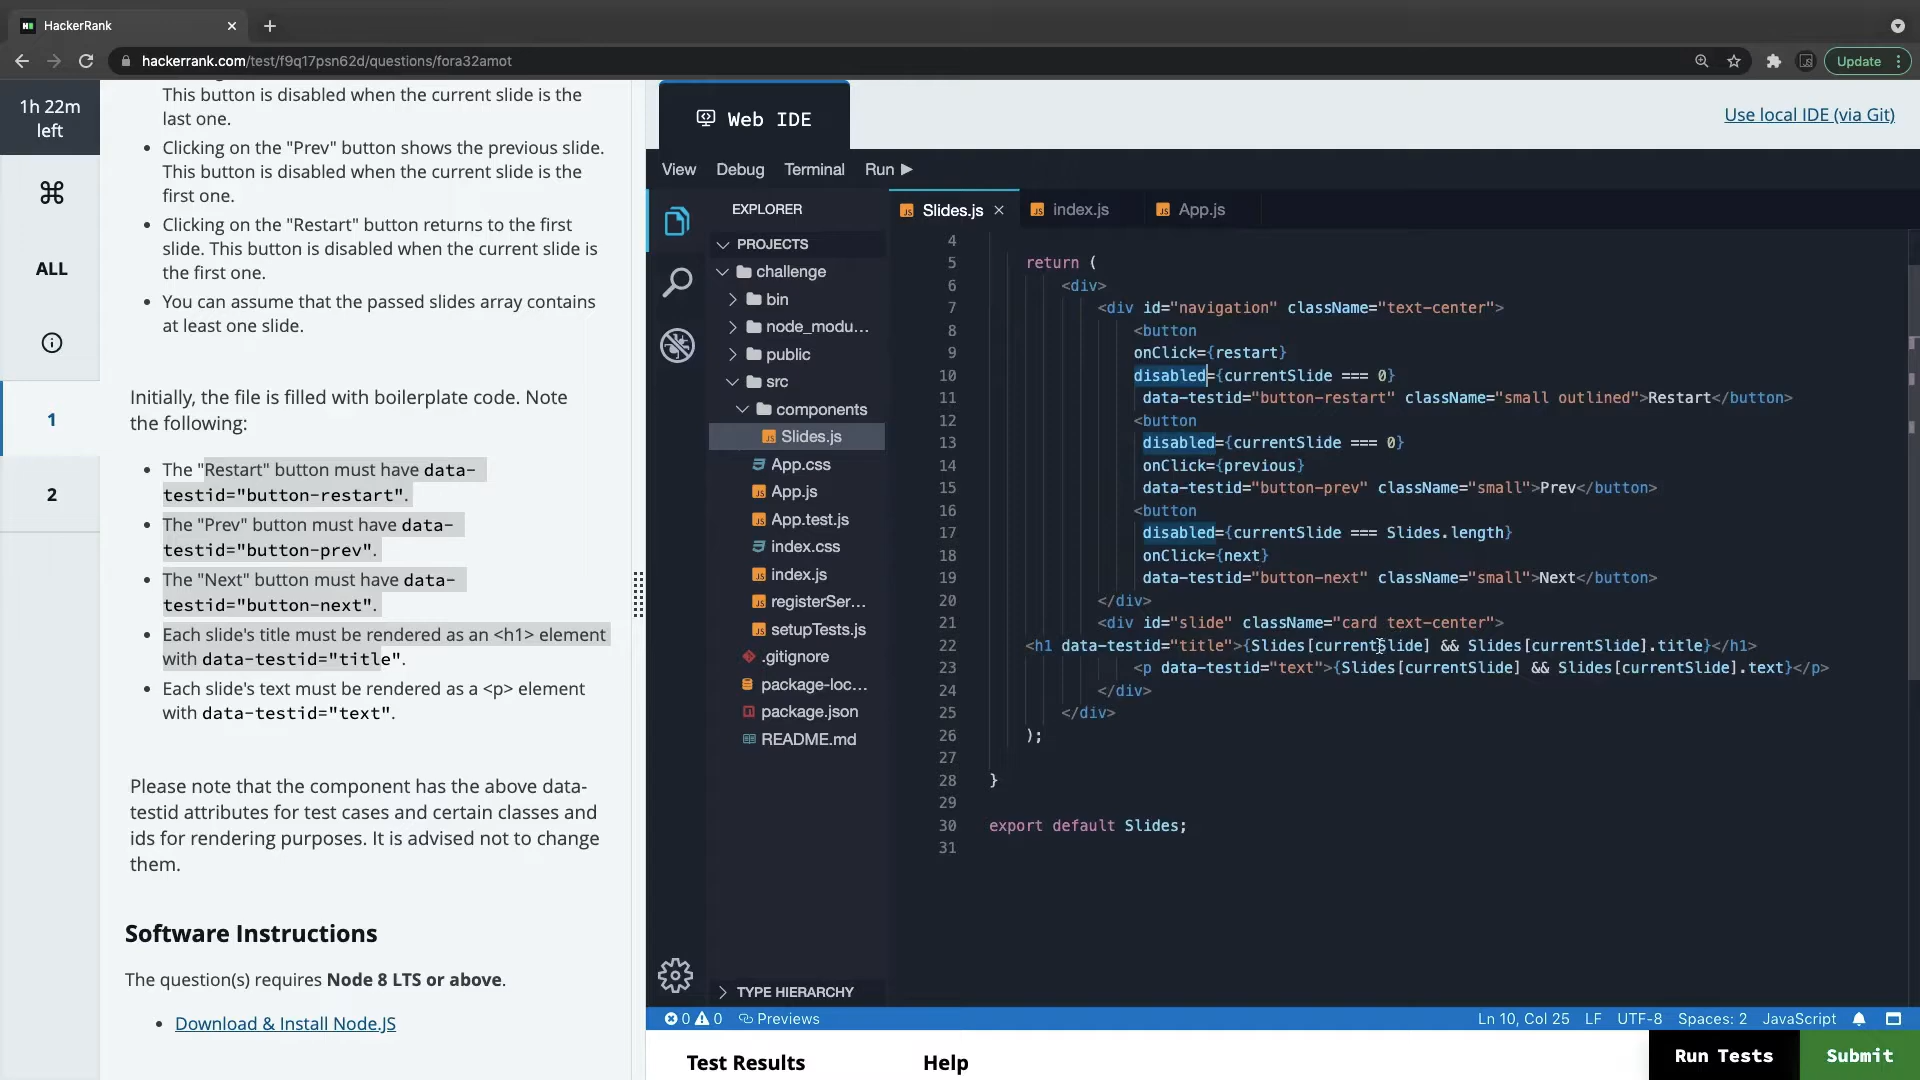 HackerRank
hackerrank.com/test/f9q17psn62d/questions/fora32amot
Update
1h 22m
left
ALL
1
2
This button is disabled when the current slide is the
last one.
Clicking on the "Prev" button shows the previous slide.
This button is disabled when the current slide is the
first one.
Clicking on the "Restart" button returns to the first
slide. This button is disabled when the current slide is
the first one.
You can assume that the passed slides array contains
at least one slide.
Initially, the file is filled with boilerplate code. Note
the following:
The "Restart" button must have data-
testid="button-restart".
The "Prev" button must have data-
testid="button-prev".
The "Next" button must have data-
testid="button-next".
Each slide's title must be rendered as an <h1> element
with data-testid="title".
Each slide's text must be rendered as a <p> element
with data-testid="text".
Please note that the component has the above data-
testid attributes for test cases and certain classes and
ids for rendering purposes. It is advised not to change
them.
Software Instructions
The question(s) requires Node 8 LTS or above.
Download & Install Node.JS
Web IDE
Use local IDE (via Git)
View Debug Terminal Run
EXPLORER
PROJECTS
challenge
bin
node_modu...
public
src
components
Slides.js
App.css
App.js
App.test.js
index.css
index.js
registerSer...
setupTests.js
.gitignore
package-loc...
package.json
README.md
TYPE HIERARCHY
Slides.js index.js App.js
4
5 return (
6 <div>
7 <div id="navigation" className="text-center">
8 <button
9 onClick={restart}
10 disabled={currentSlide === 0}
11 data-testid="button-restart" className="small outlined">Restart</button>
12 <button
13 disabled={currentSlide === 0}
14 onClick={previous}
15 data-testid="button-prev" className="small">Prev</button>
16 <button
17 disabled={currentSlide === Slides.length}
18 onClick={next}
19 data-testid="button-next" className="small">Next</button>
20 </div>
21 <div id="slide" className="card text-center">
22 <h1 data-testid="title">{Slides[currentSlide] && Slides[currentSlide].title}</h1>
23 <p data-testid="text">{Slides[currentSlide] && Slides[currentSlide].text}</p>
24 </div>
25 </div>
26 );
27
28 }
29
30 export default Slides;
31
0 0 Previews
Ln 10, Col 25 LF UTF-8 Spaces: 2 JavaScript
Test Results Help
Run Tests Submit